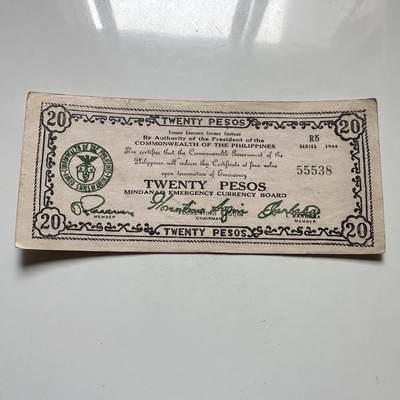 TWENTY PESOS
20 20
Treasury Emergency Currency Certificate
By Authority of the President of the
COMMONWEALTH OF THE PHILIPPINES
R5
SERIES 1944
This certifies that the Commonwealth Government of the
Philippines will redeem this Certificate at face value
upon termination of Emergency
55538
TWENTY PESOS
MINDANAO EMERGENCY CURRENCY BOARD
FLORENTINO
MEMBER CHAIRMAN MEMBER
20 20
TWENTY PESOS